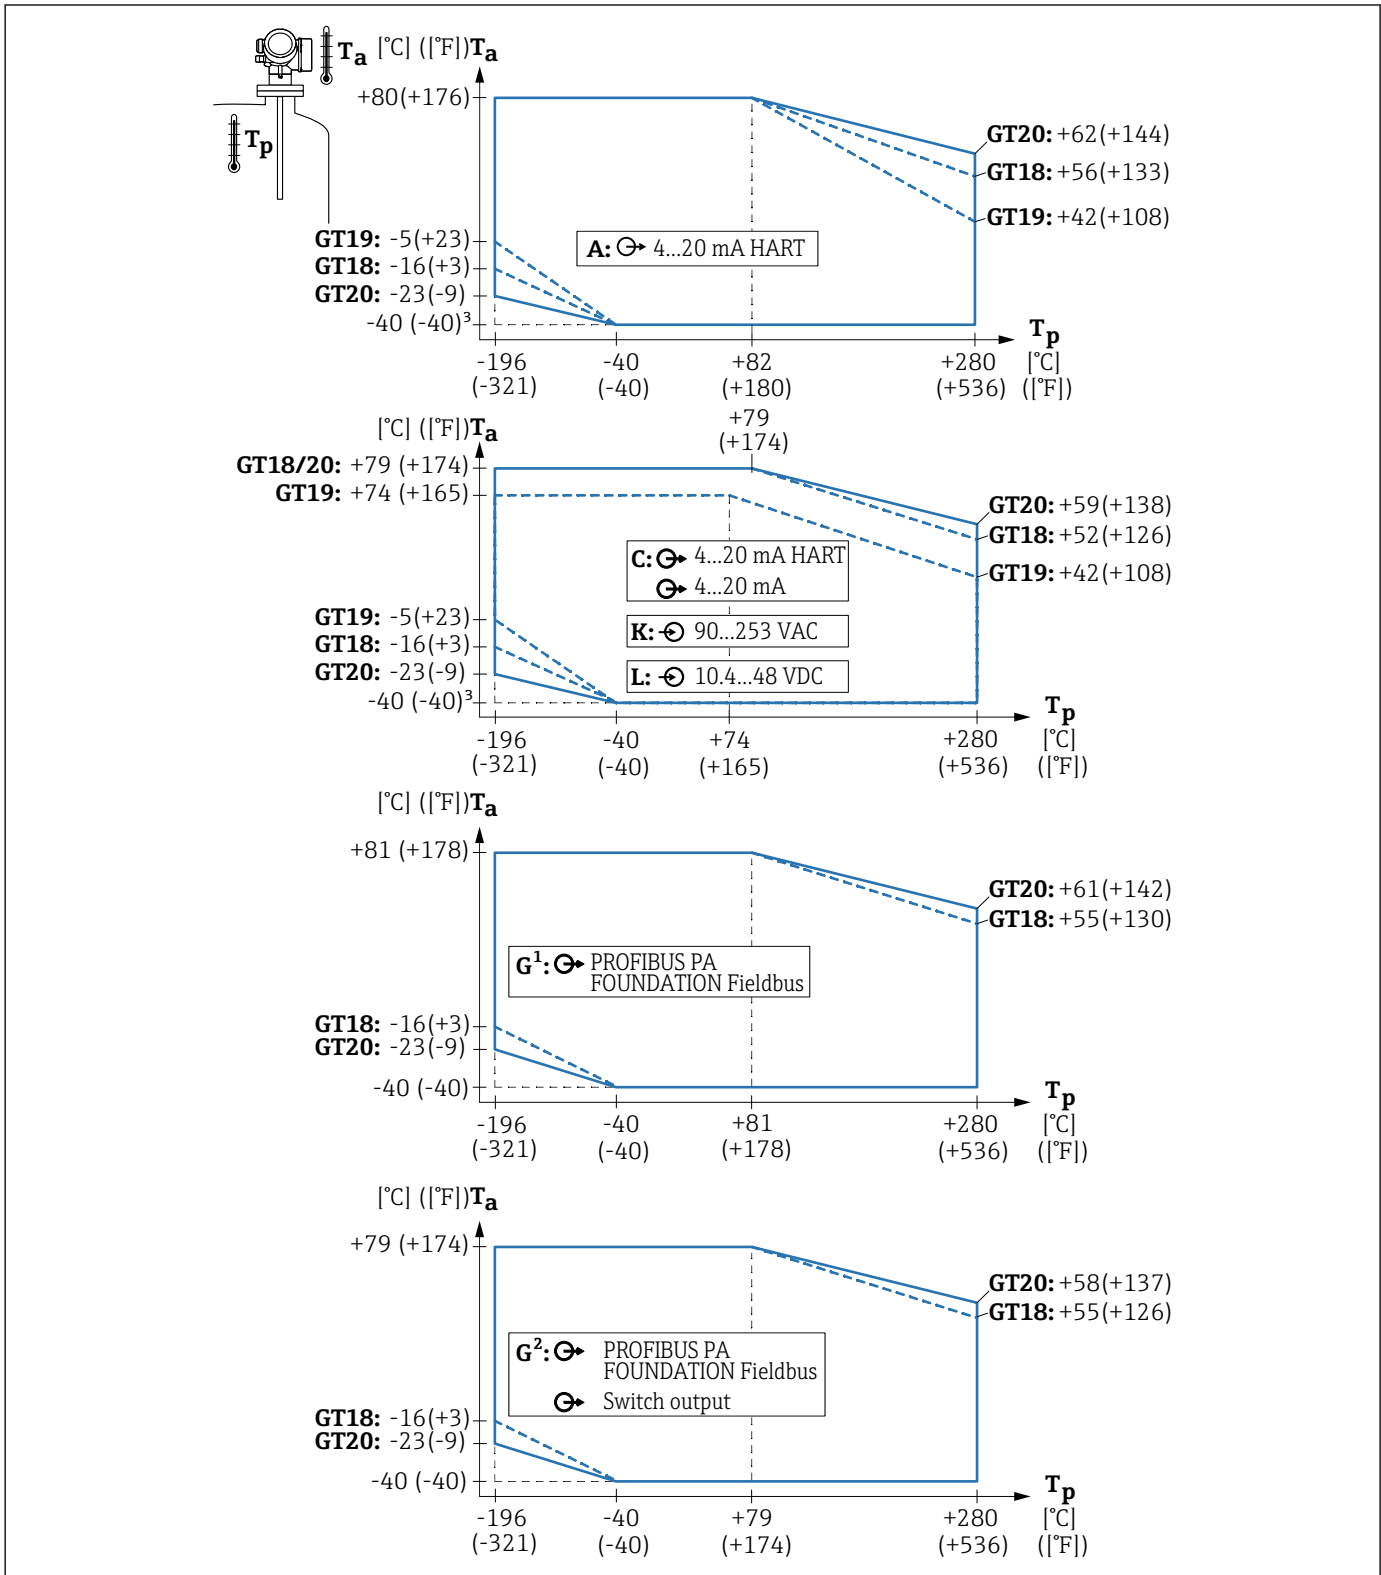 Ta [°C] ([°F])Ta
Tp
+80(+176)
GT20: +62(+144)
GT18: +56(+133)
GT19: +42(+108)
GT19: -5(+23)
GT18: -16(+3)
GT20: -23(-9)
-40 (-40)³
A: 4...20 mA HART
Tp
-196 -40 +82 +280 [°C]
(-321) (-40) (+180) (+536) ([°F])
+79
(+174)
[°C] ([°F])Ta
GT18/20: +79 (+174)
GT19: +74 (+165)
GT20: +59(+138)
GT18: +52(+126)
GT19: +42(+108)
C: 4...20 mA HART
4...20 mA
K: 90...253 VAC
L: 10.4...48 VDC
GT19: -5(+23)
GT18: -16(+3)
GT20: -23(-9)
-40 (-40)³
Tp
-196 -40 +74 +280 [°C]
(-321) (-40) (+165) (+536) ([°F])
[°C] ([°F])Ta
+81 (+178)
GT20: +61(+142)
GT18: +55(+130)
G¹: PROFIBUS PA
FOUNDATION Fieldbus
GT18: -16(+3)
GT20: -23(-9)
-40 (-40)
Tp
-196 -40 +81 +280 [°C]
(-321) (-40) (+178) (+536) ([°F])
[°C] ([°F])Ta
+79 (+174)
GT20: +58(+137)
GT18: +55(+126)
G²: PROFIBUS PA
FOUNDATION Fieldbus
Switch output
GT18: -16(+3)
GT20: -23(-9)
-40 (-40)
Tp
-196 -40 +79 +280 [°C]
(-321) (-40) (+174) (+536) ([°F])